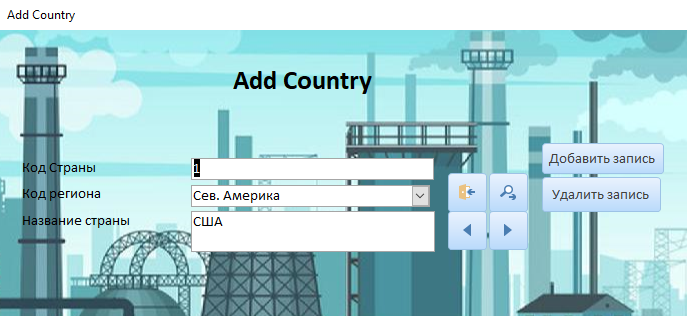 Add Country
Add Country
Код Страны 1
Добавить запись
Код региона Сев. Америка
Удалить запись
Название страны США